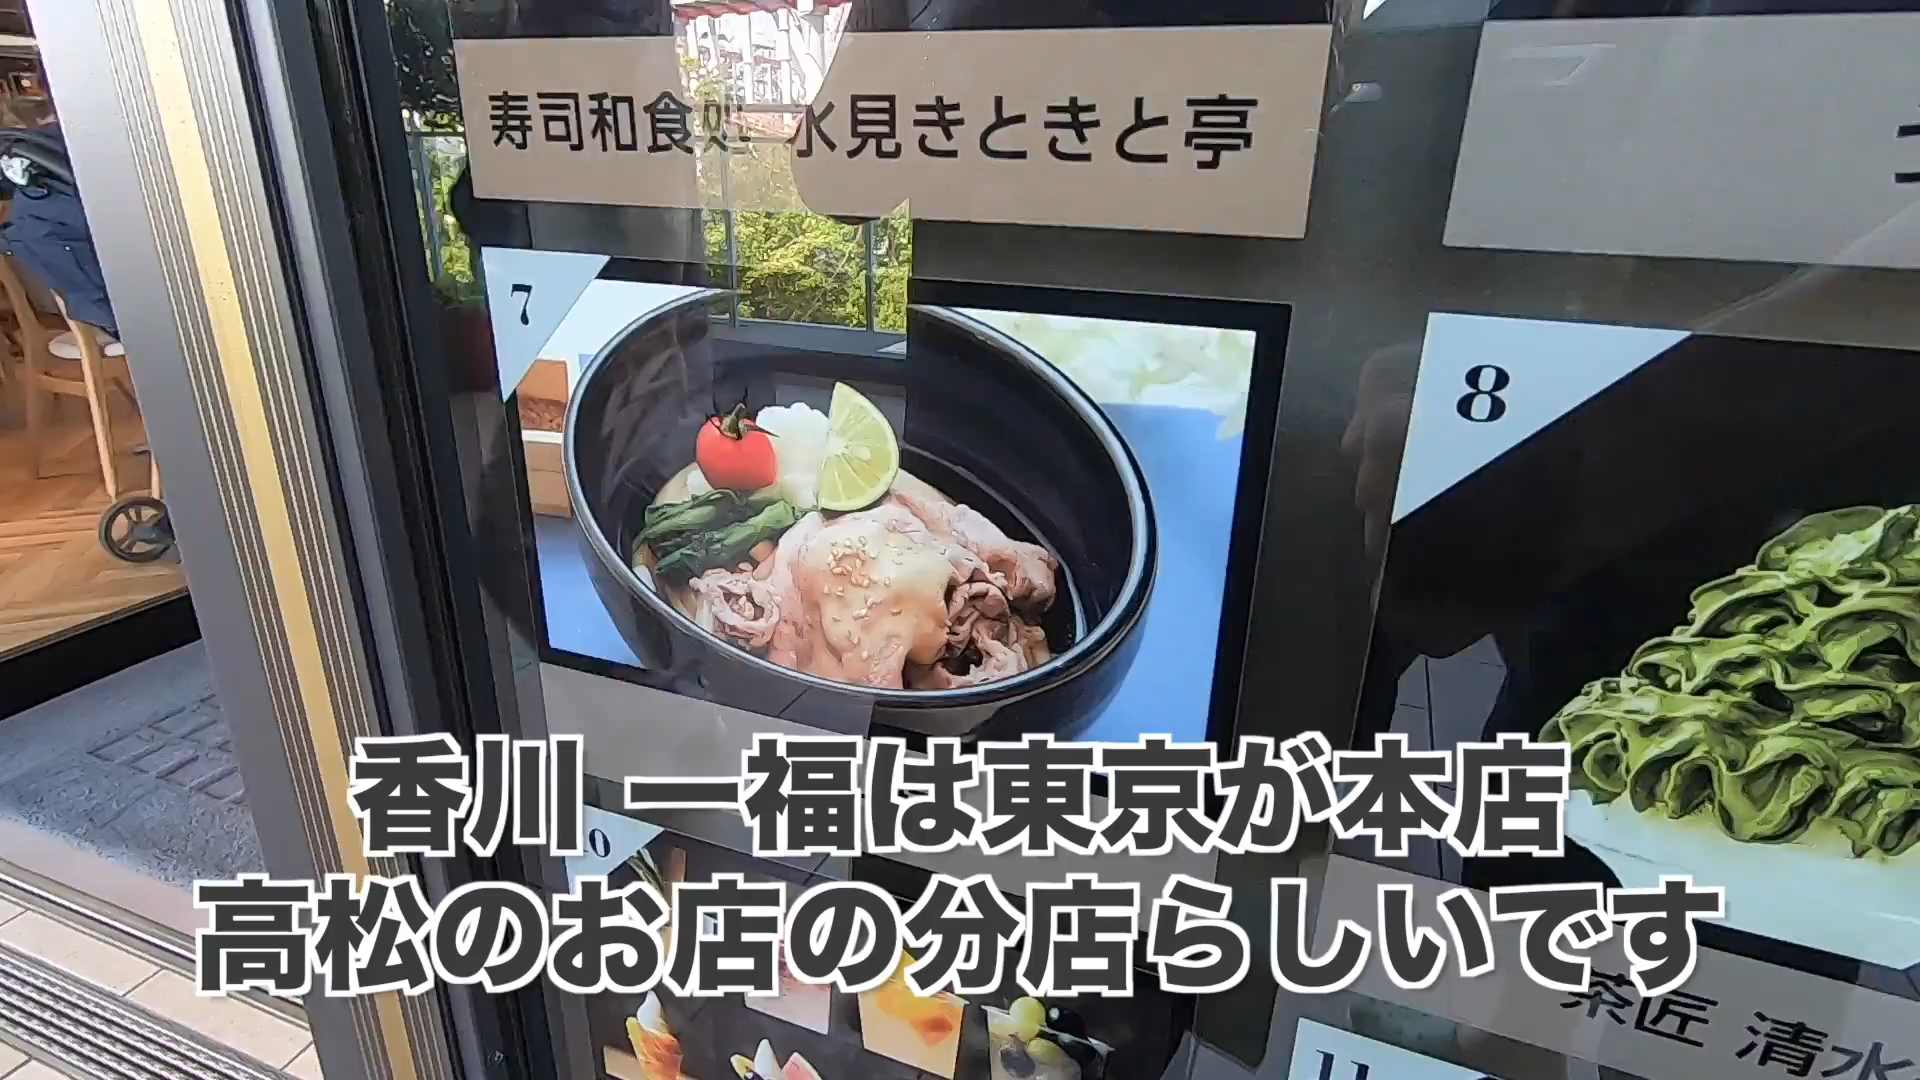 寿司和食処 氷見きときと亭
7
8
香川 一福は東京が本店
高松のお店の分店らしいです
茶匠 清水
11